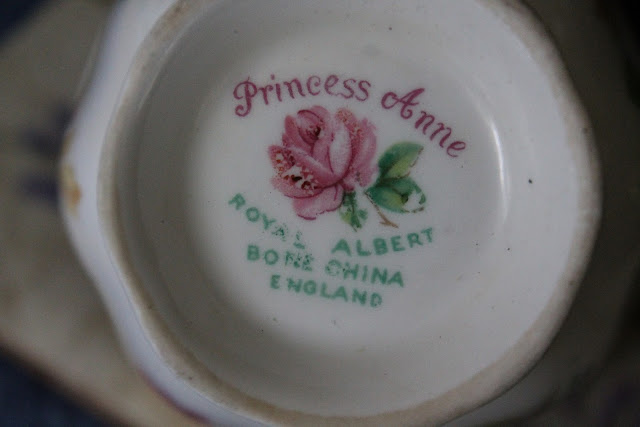 Princess Anne
ROYAL ALBERT
BONE CHINA
ENGLAND